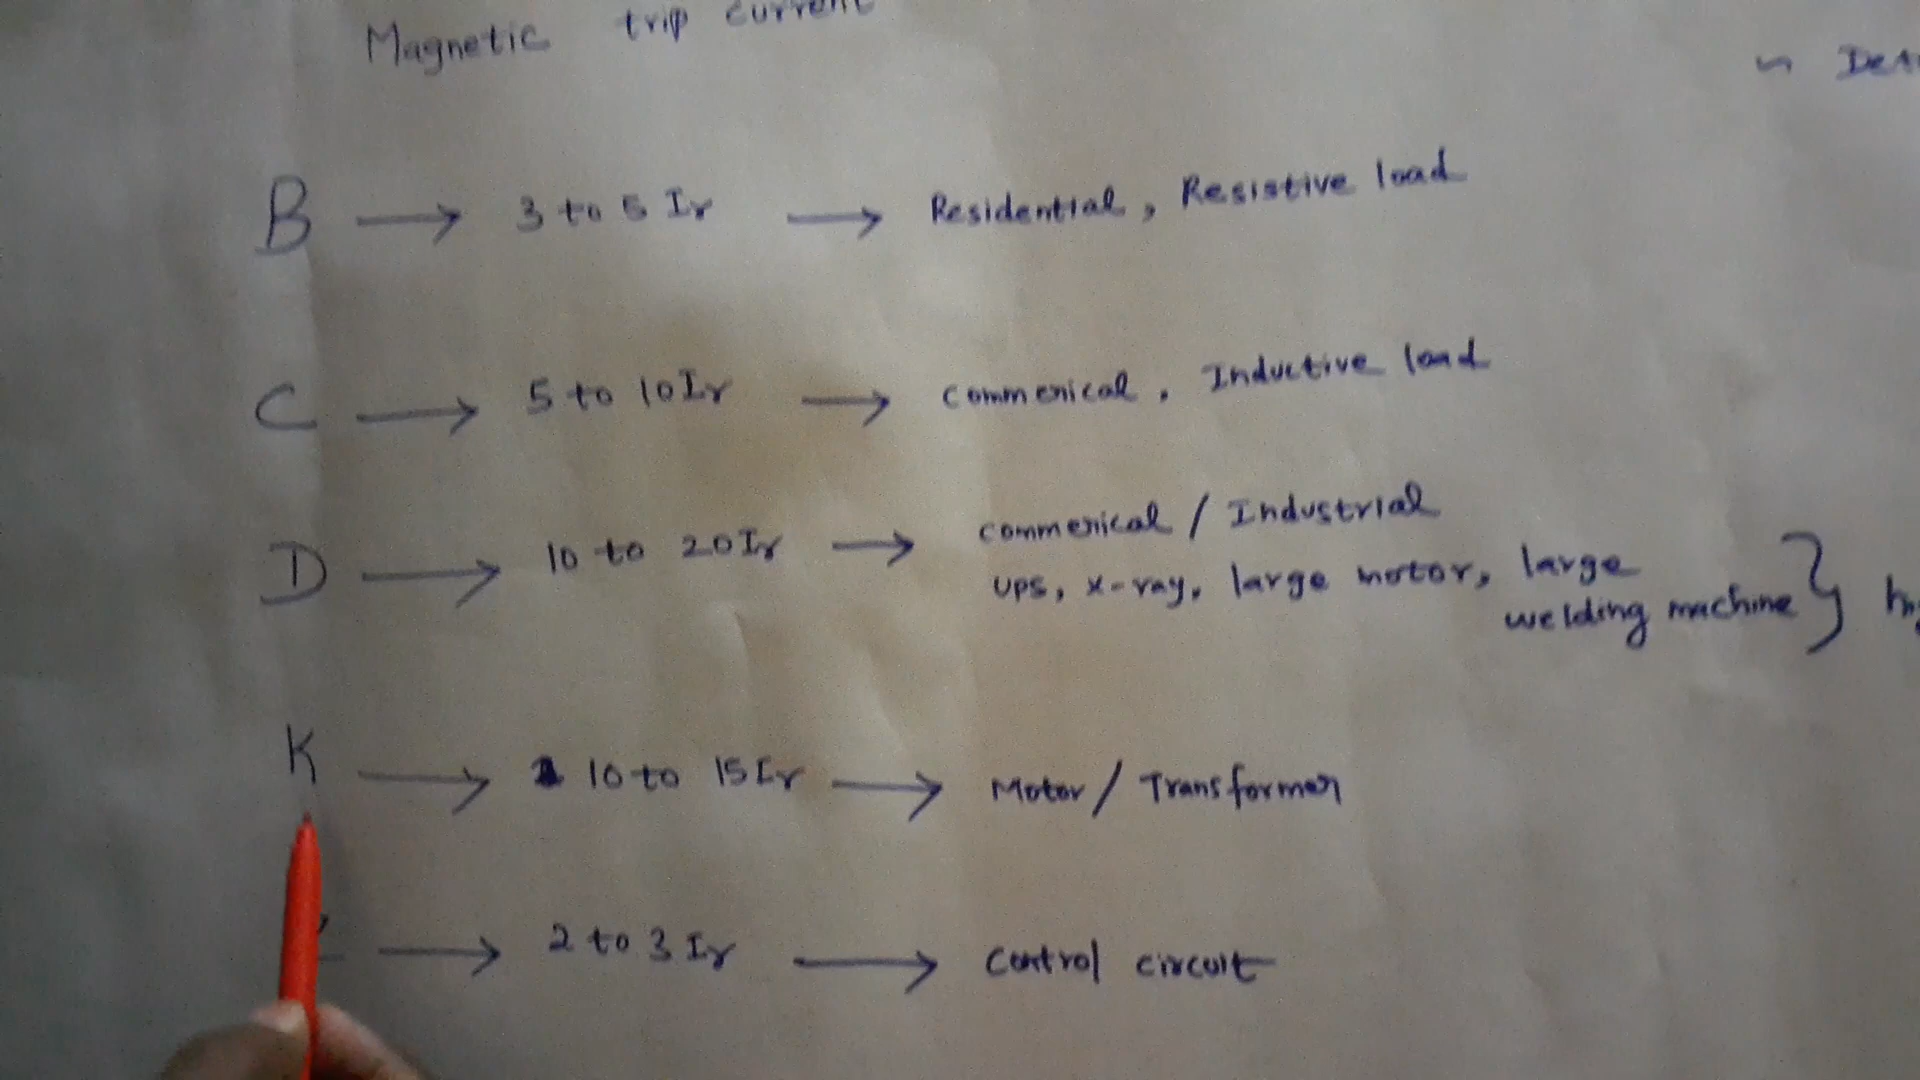 Magnetic trip current
B → 3 to 5 Ir → Residential, Resistive load
C → 5 to 10 Ir → commerical, Inductive load
D → 10 to 20 Ir → commerical / Industrial
ups, x-ray, large motor, large
welding machine }
K → 10 to 15 Ir → Motor / Transformer
→ 2 to 3 Ir → control circuit